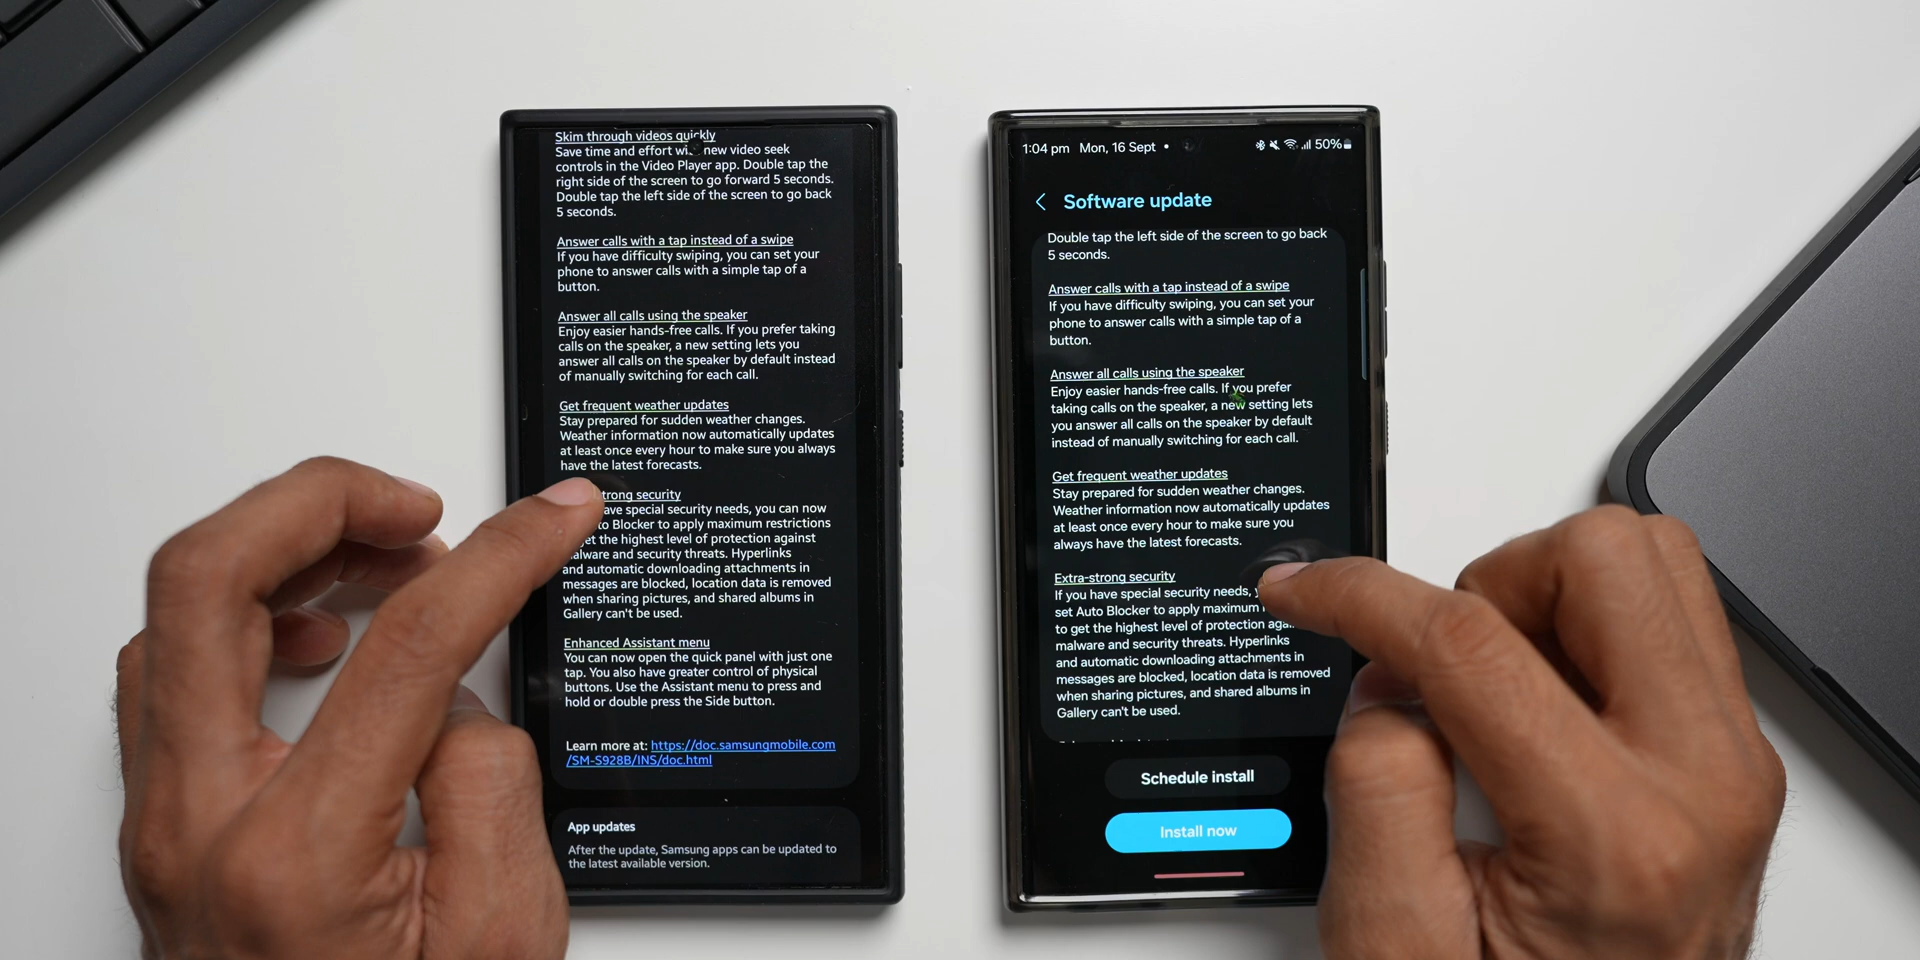 Skim through videos quickly
Save time and effort with new video seek
controls in the Video Player app. Double tap the
right side of the screen to go forward 5 seconds.
Double tap the left side of the screen to go back
5 seconds.
Answer calls with a tap instead of a swipe
If you have difficulty swiping, you can set your
phone to answer calls with a simple tap of a
button.
Answer all calls using the speaker
Enjoy easier hands-free calls. If you prefer taking
calls on the speaker, a new setting lets you
answer all calls on the speaker by default instead
of manually switching for each call.
Get frequent weather updates
Stay prepared for sudden weather changes.
Weather information now automatically updates
at least once every hour to make sure you always
have the latest forecasts.
trong security
ave special security needs, you can now
to Blocker to apply maximum restrictions
get the highest level of protection against
alware and security threats. Hyperlinks
and automatic downloading attachments in
messages are blocked, location data is removed
when sharing pictures, and shared albums in
Gallery can't be used.
Enhanced Assistant menu
You can now open the quick panel with just one
tap. You also have greater control of physical
buttons. Use the Assistant menu to press and
hold or double press the Side button.
Learn more at: https://doc.samsungmobile.com
/SM-S928B/INS/doc.html
App updates
After the update, Samsung apps can be updated to
the latest available version.
1:04 pm Mon, 16 Sept • 50%
Software update
Double tap the left side of the screen to go back
5 seconds.
Answer calls with a tap instead of a swipe
If you have difficulty swiping, you can set your
phone to answer calls with a simple tap of a
button.
Answer all calls using the speaker
Enjoy easier hands-free calls. If you prefer
taking calls on the speaker, a new setting lets
you answer all calls on the speaker by default
instead of manually switching for each call.
Get frequent weather updates
Stay prepared for sudden weather changes.
Weather information now automatically updates
at least once every hour to make sure you
always have the latest forecasts.
Extra-strong security
If you have special security needs,
set Auto Blocker to apply maximum
to get the highest level of protection aga
malware and security threats. Hyperlinks
and automatic downloading attachments in
messages are blocked, location data is removed
when sharing pictures, and shared albums in
Gallery can't be used.
Schedule install
Install now